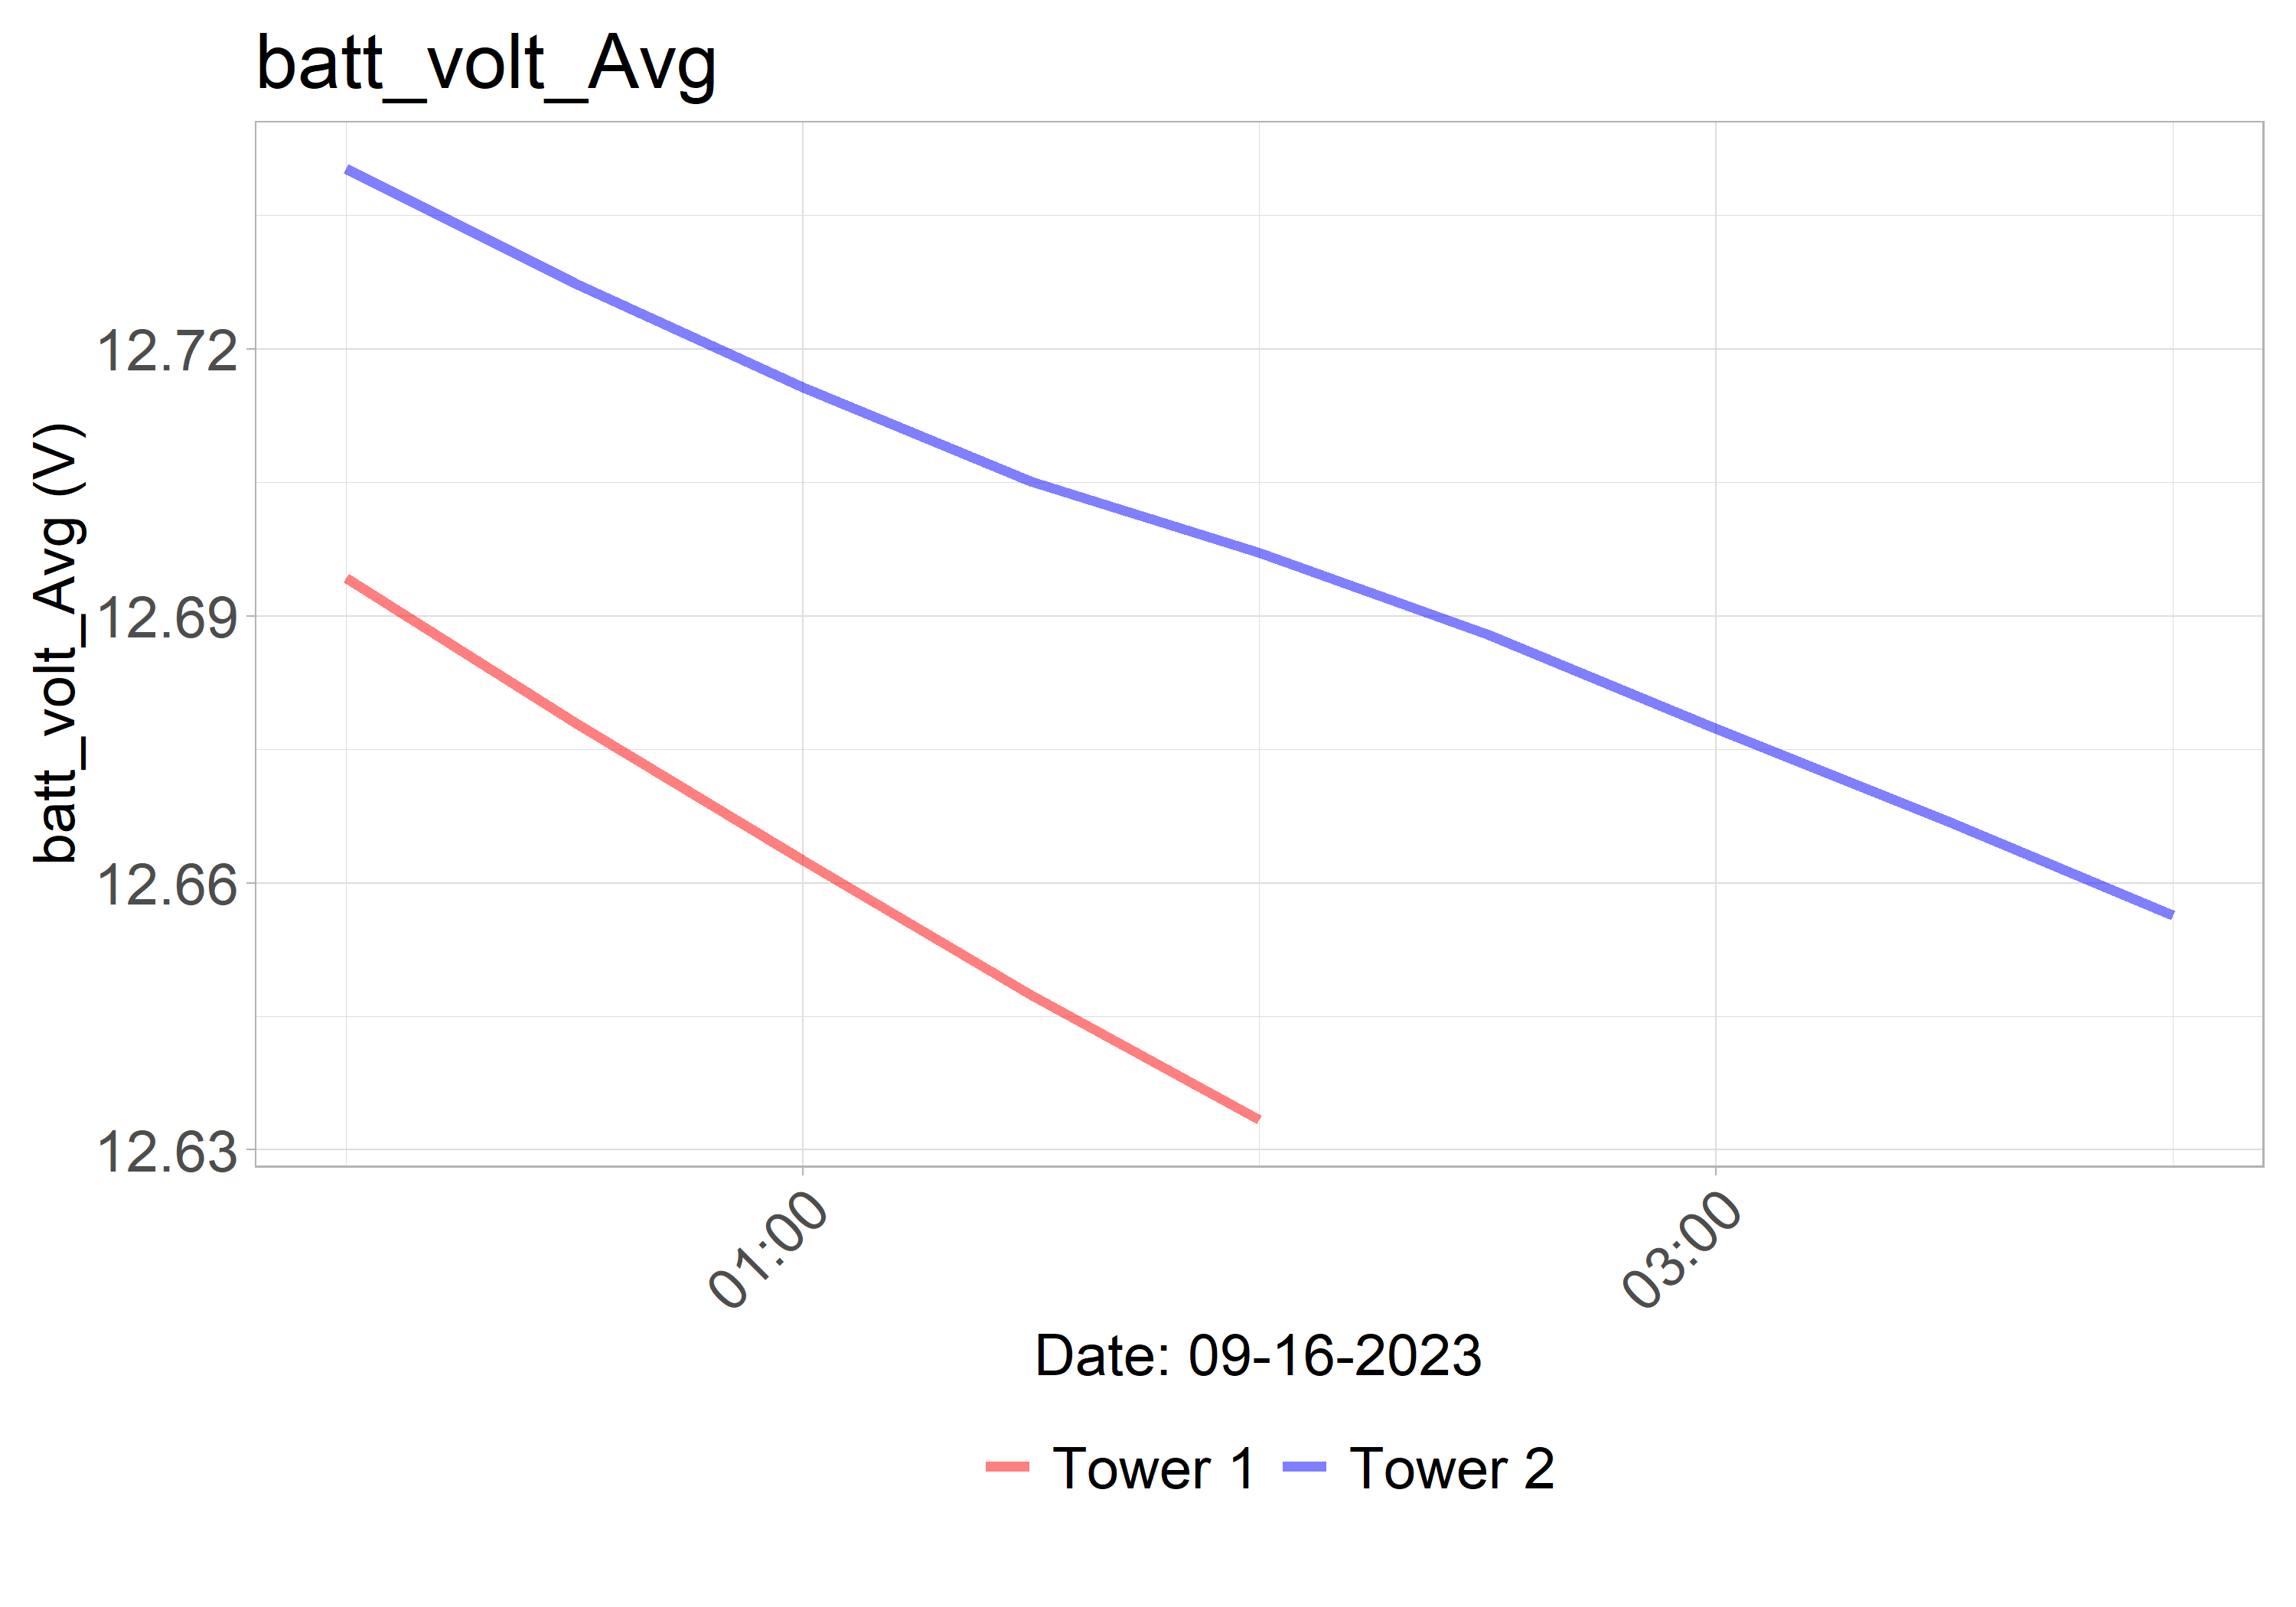 batt_volt_Avg
batt_volt_Avg (V)
12.72
12.69
12.66
12.63
01:00
03:00
Date: 09-16-2023
Tower 1
Tower 2